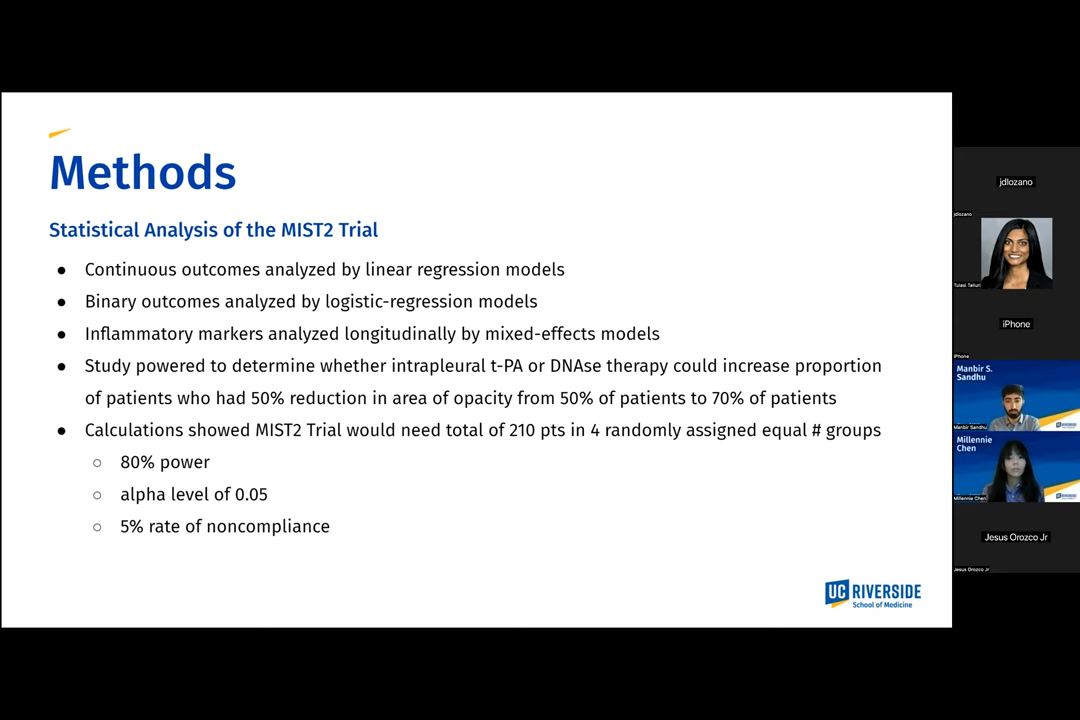 Methods
Statistical Analysis of the MIST2 Trial
● Continuous outcomes analyzed by linear regression models
● Binary outcomes analyzed by logistic-regression models
● Inflammatory markers analyzed longitudinally by mixed-effects models
● Study powered to determine whether intrapleural t-PA or DNAse therapy could increase proportion
of patients who had 50% reduction in area of opacity from 50% of patients to 70% of patients
● Calculations showed MIST2 Trial would need total of 210 pts in 4 randomly assigned equal # groups
○ 80% power
○ alpha level of 0.05
○ 5% rate of noncompliance
UC RIVERSIDE
School of Medicine
jdlozano
jdlozano
Tulasi Talluri
iPhone
iPhone
Manbir S.
Sandhu
Manbir Sandhu
Millennie
Chen
Millennie Chen
Jesus Orozco Jr
Jesus Orozco Jr